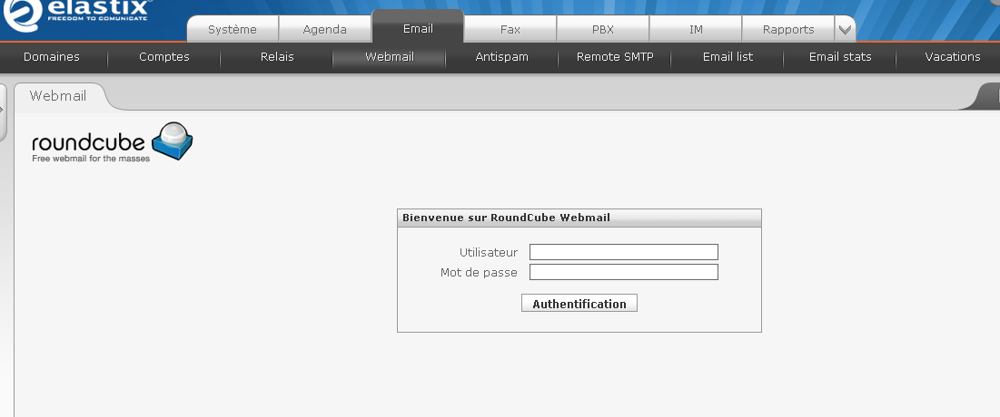 elastix
FREEDOM TO COMUNICATE
Système Agenda Email Fax PBX IM Rapports
Domaines Comptes Relais Webmail Antispam Remote SMTP Email list Email stats Vacations
Webmail
roundcube
Free webmail for the masses
Bienvenue sur RoundCube Webmail
Utilisateur
Mot de passe
Authentification